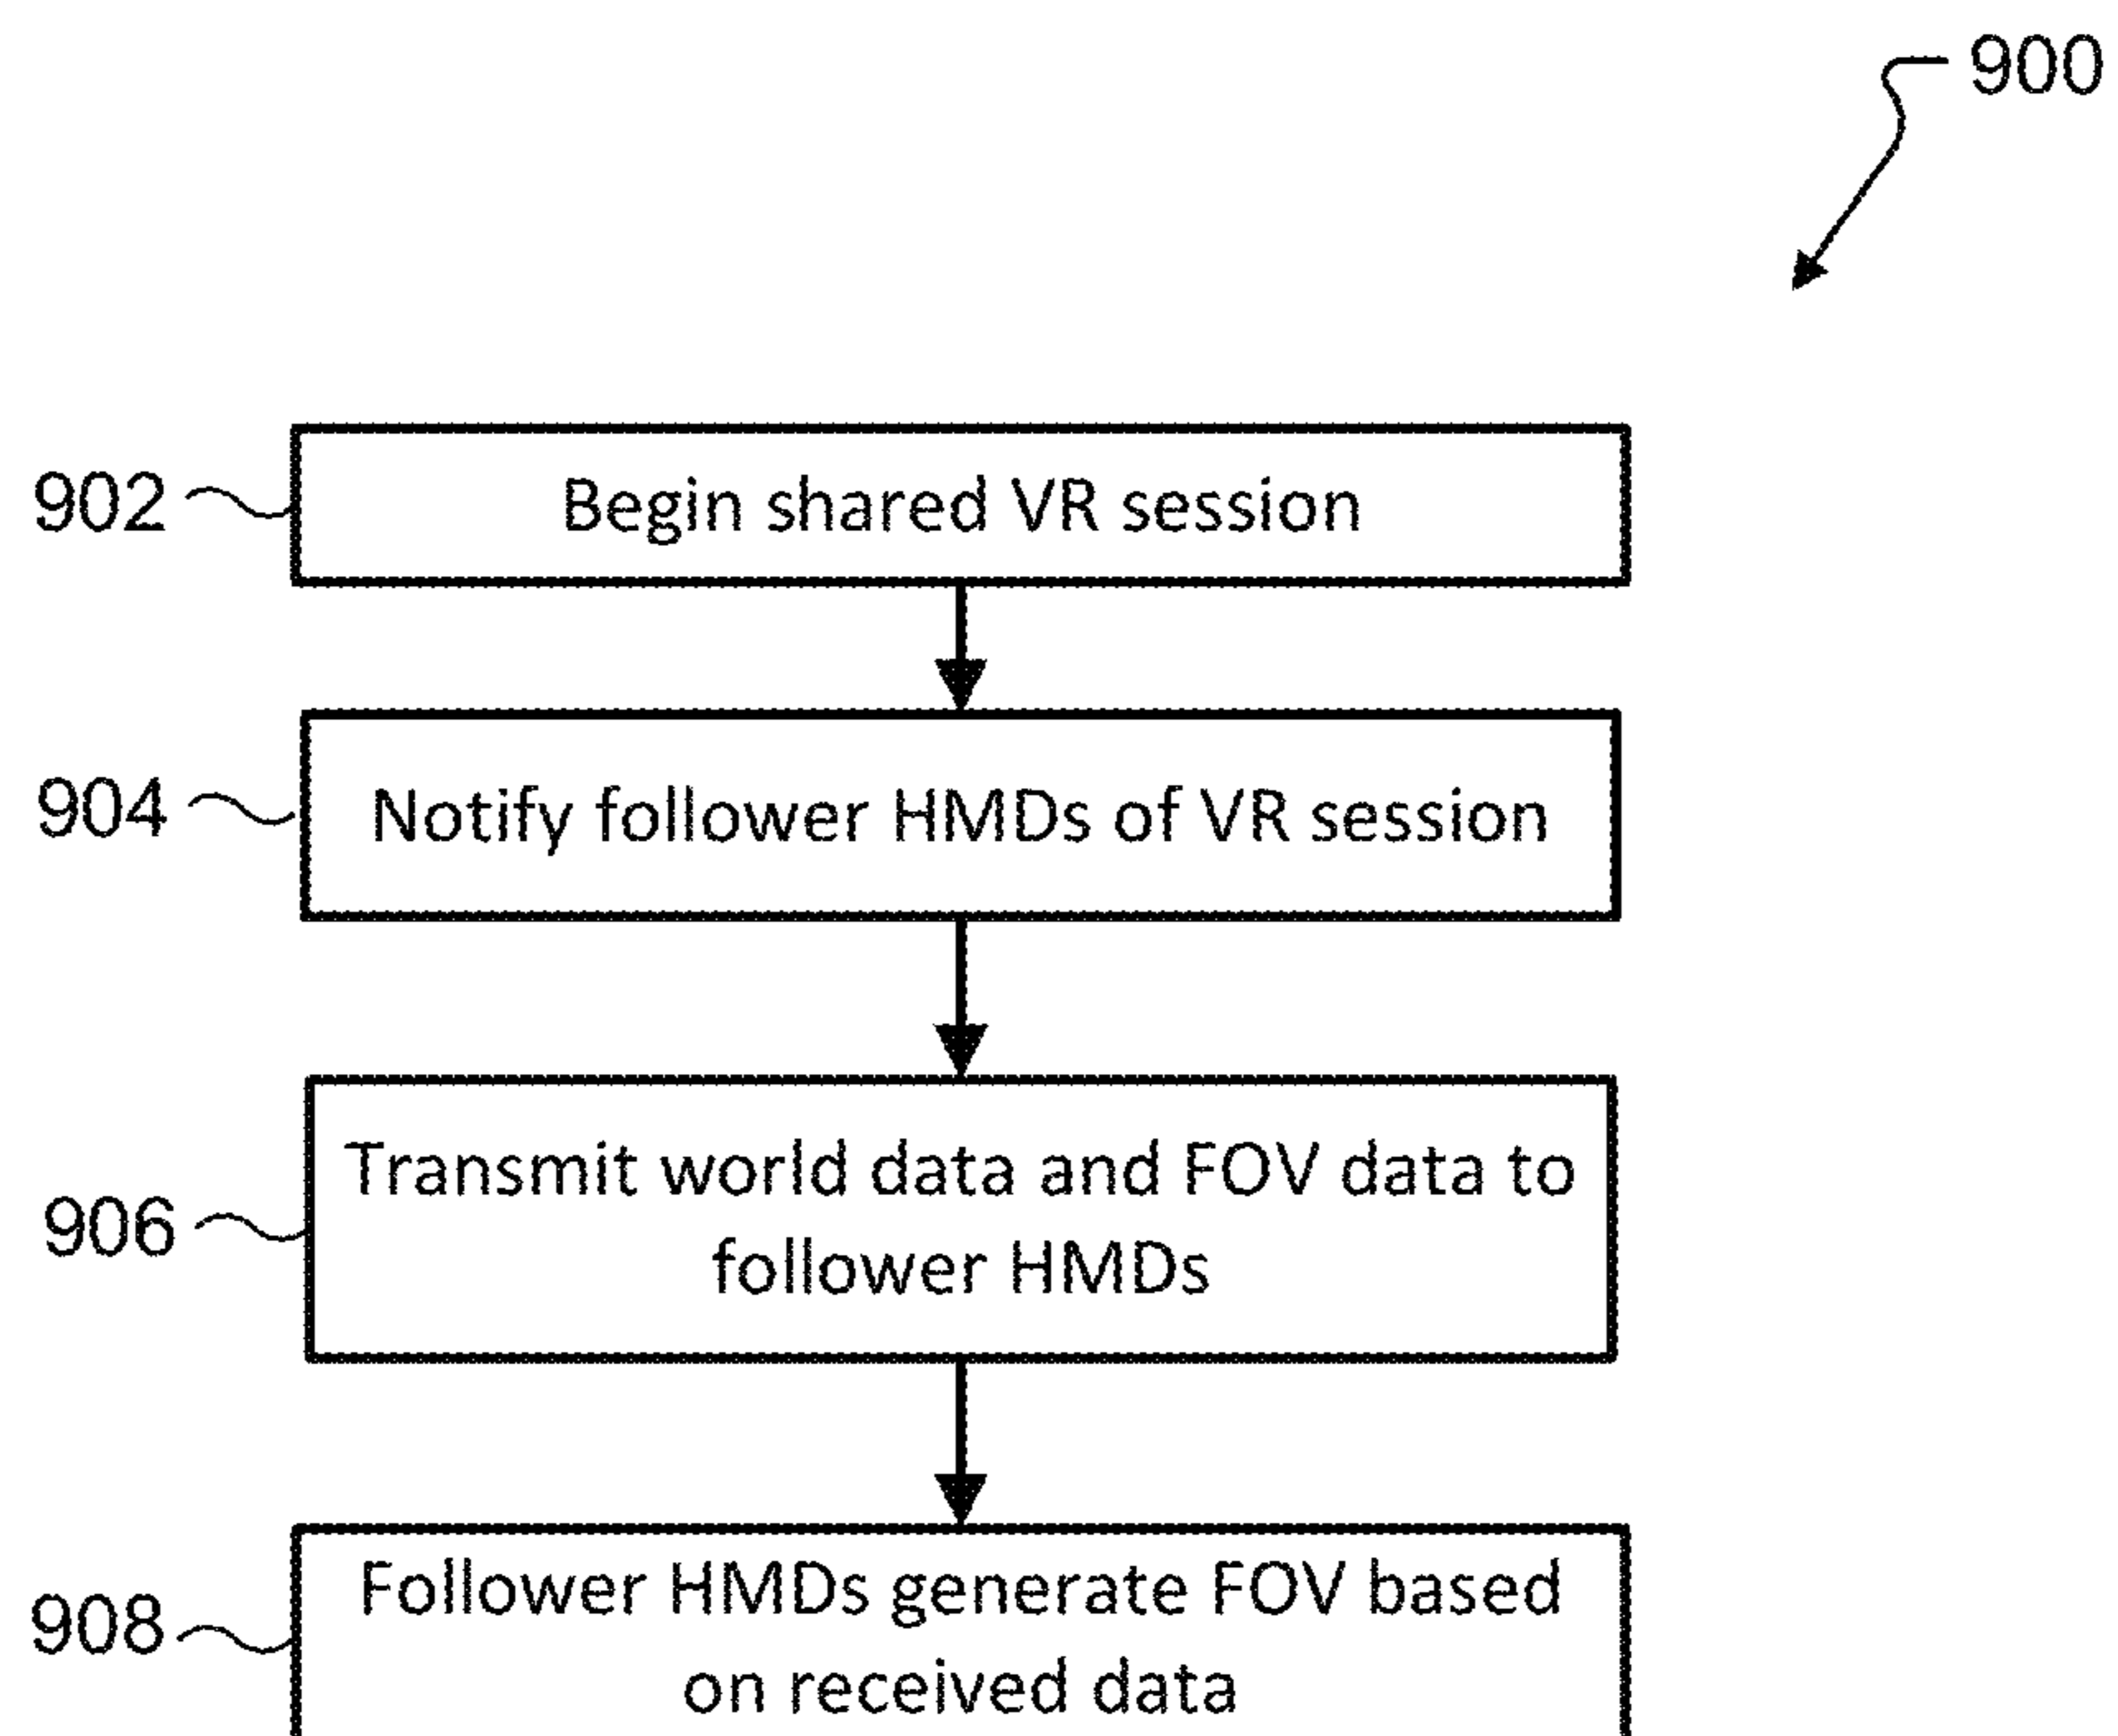 900
902
Begin shared VR session
904
Notify follower HMDs of VR session
906
Transmit world data and FOV data to
follower HMDs
908
Follower HMDs generate FOV based
on received data